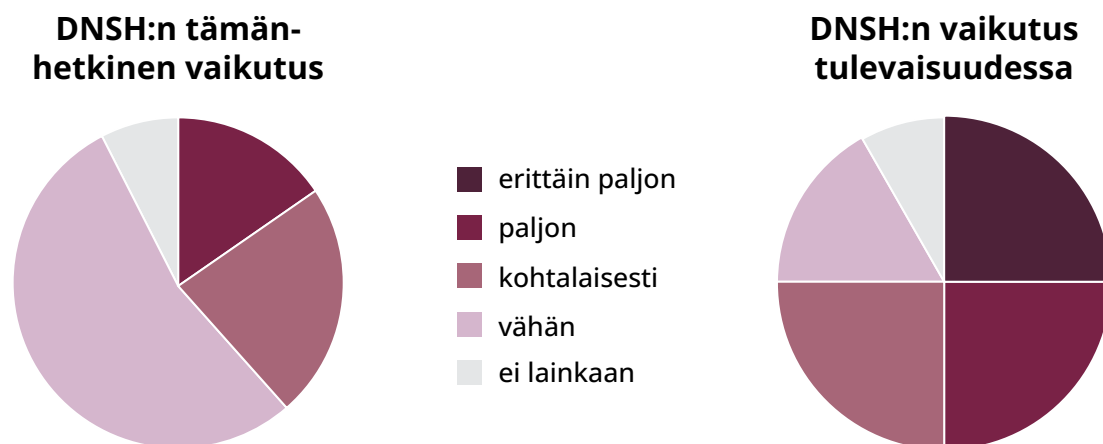 DNSH:n tämän-
hetkinen vaikutus
DNSH:n vaikutus
tulevaisuudessa
erittäin paljon
paljon
kohtalaisesti
vähän
ei lainkaan